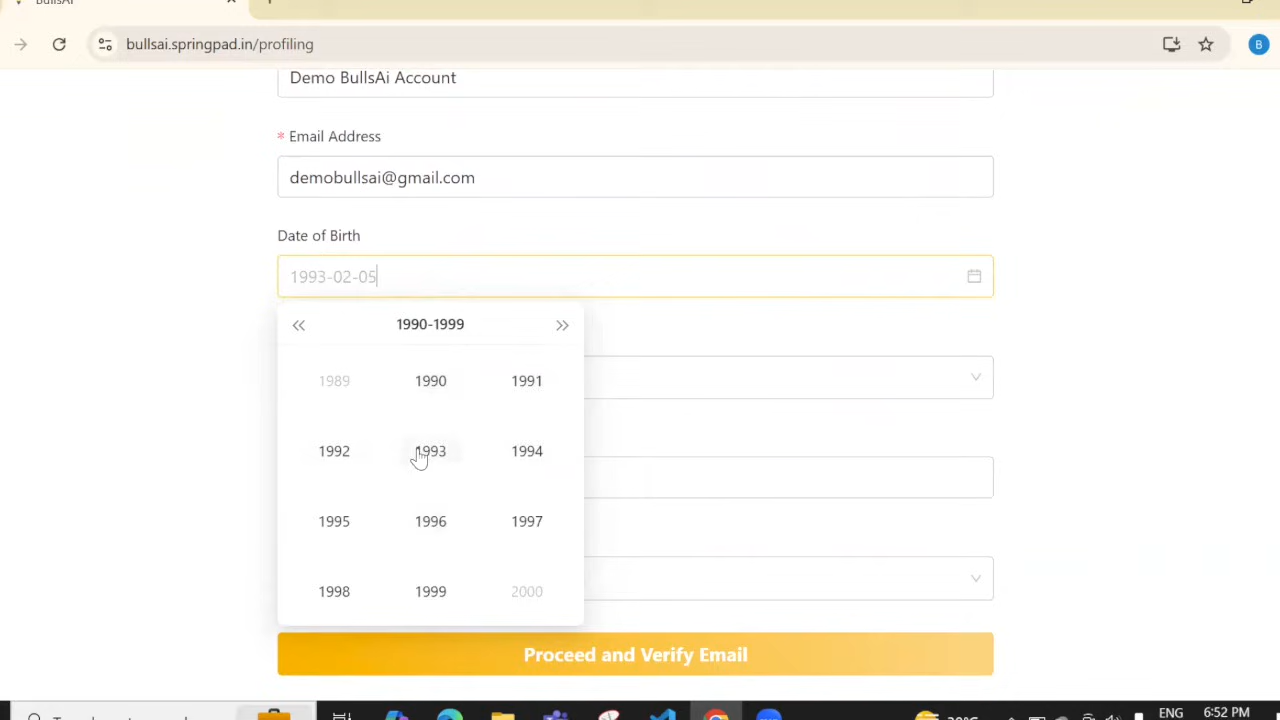 BullsAi
bullsai.springpad.in/profiling
B
Demo BullsAi Account
* Email Address
demobullsai@gmail.com
Date of Birth
1993-02-05
1990-1999
1989 1990 1991
1992 1993 1994
1995 1996 1997
1998 1999 2000
Proceed and Verify Email
ENG 6:52 PM